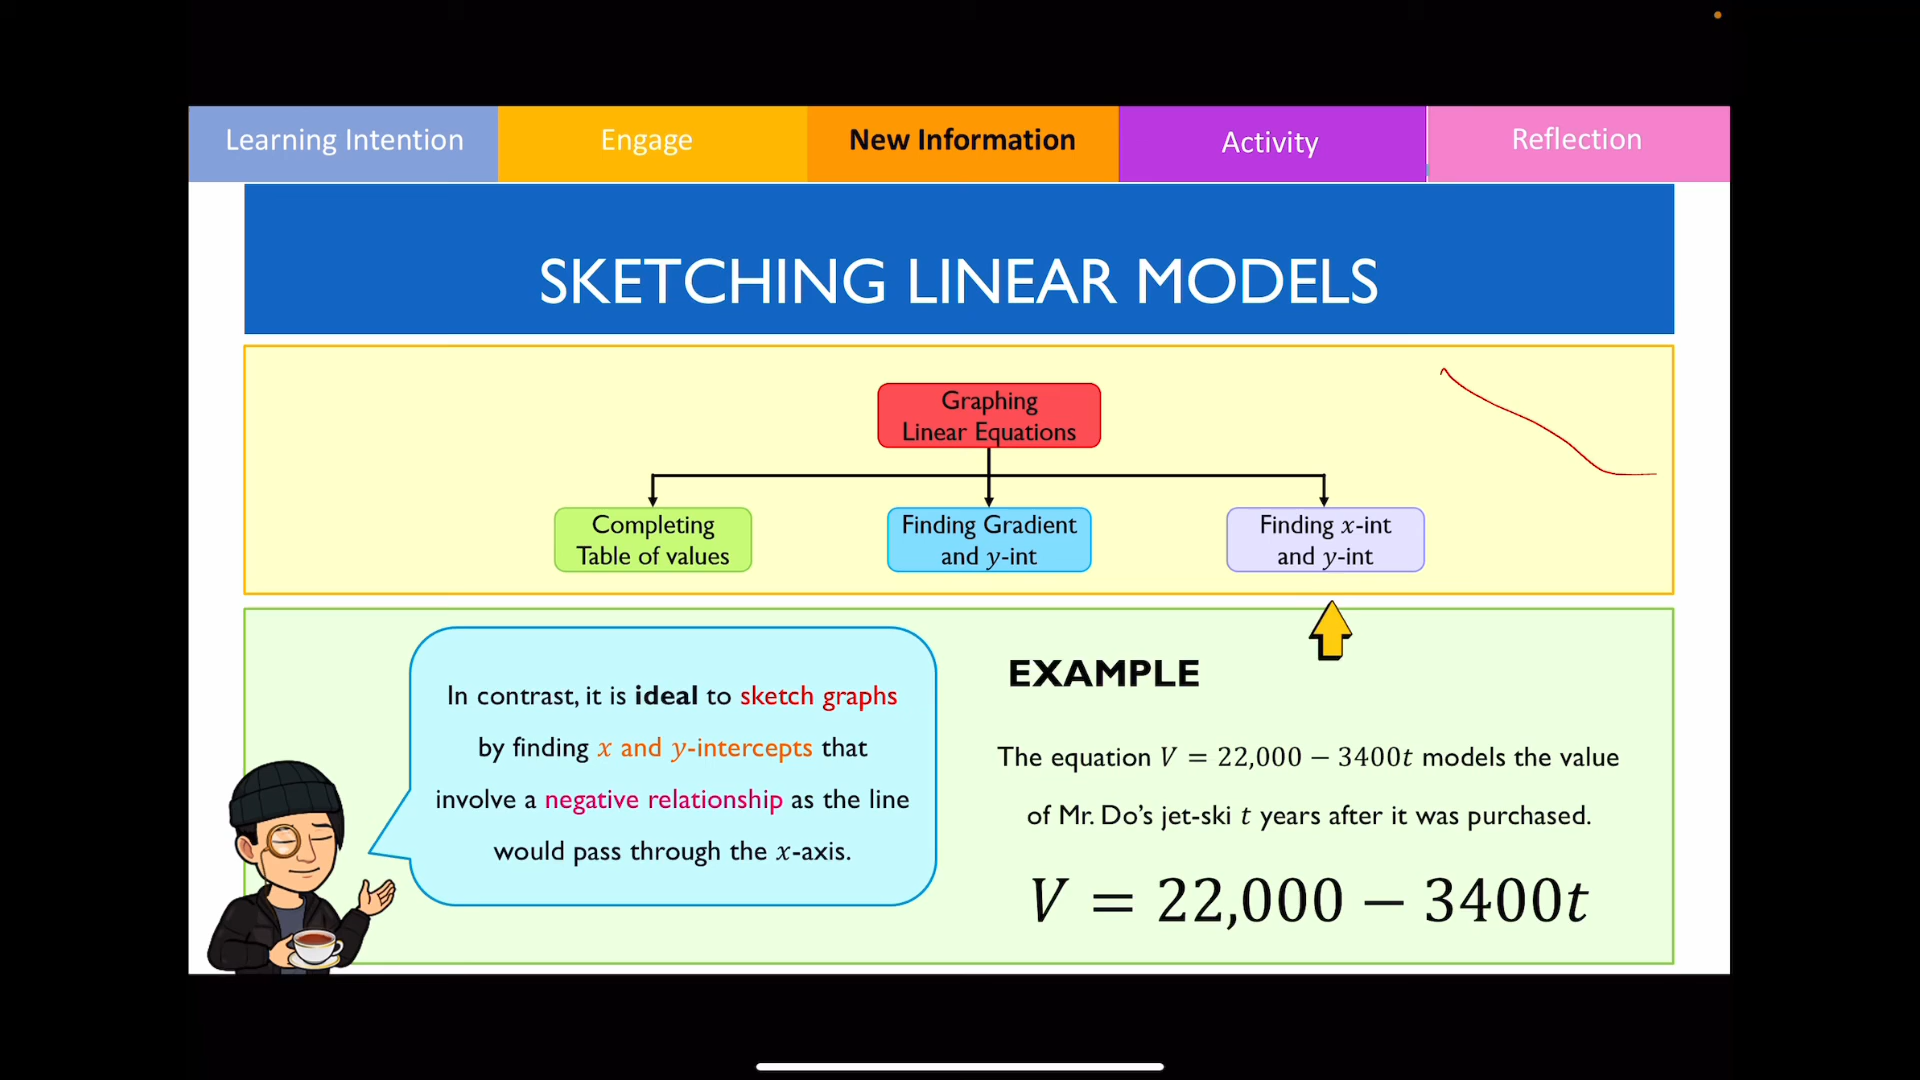 Learning Intention
Engage
New Information
Activity
Reflection
SKETCHING LINEAR MODELS
Graphing
Linear Equations
Completing
Table of values
Finding Gradient
and y-int
Finding x-int
and y-int
In contrast, it is ideal to sketch graphs
by finding x and y-intercepts that
involve a negative relationship as the line
would pass through the x-axis.
EXAMPLE
The equation V = 22,000 − 3400t models the value
of Mr. Do’s jet-ski t years after it was purchased.
V = 22,000 − 3400t